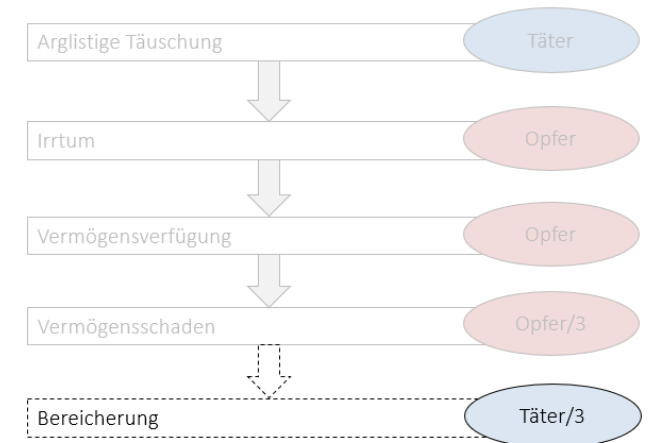 Arglistige Täuschung Täter
Irrtum Opfer
Vermögensverfügung Opfer
Vermögensschaden Opfer/3
Bereicherung Täter/3